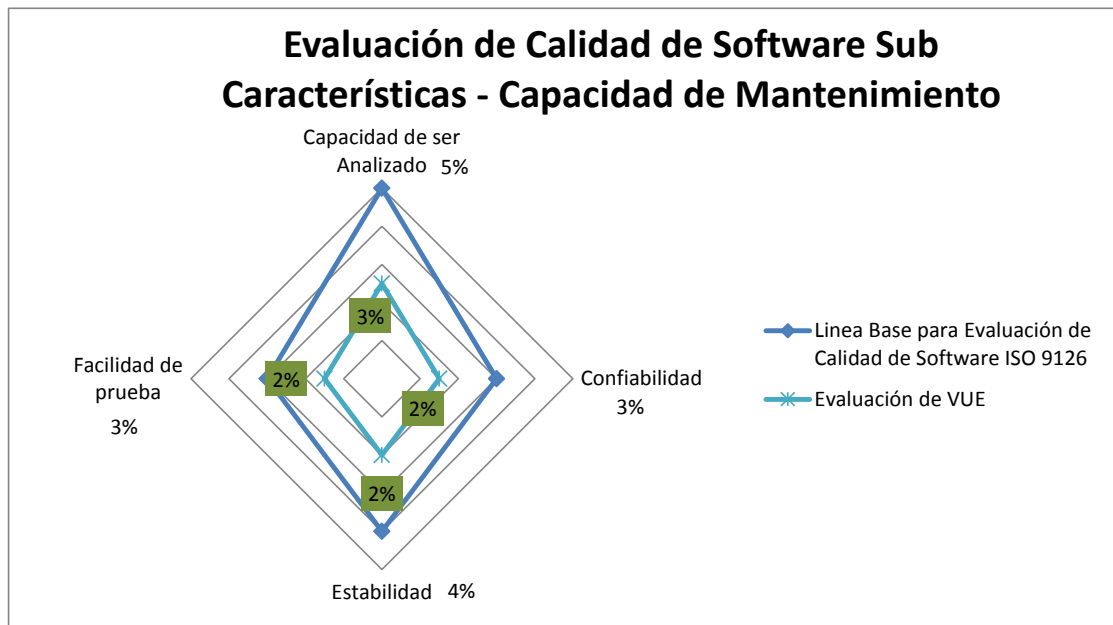 Evaluación de Calidad de Software Sub
Características - Capacidad de Mantenimiento
Capacidad de ser
Analizado 5%
3%
Facilidad de
prueba
3%
2%
Confiabilidad
3%
2%
2%
Estabilidad 4%
Linea Base para Evaluación de
Calidad de Software ISO 9126
Evaluación de VUE